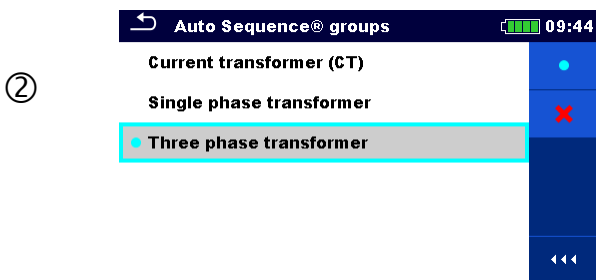 Auto Sequence® groups 09:44
②
Current transformer (CT)
Single phase transformer
Three phase transformer